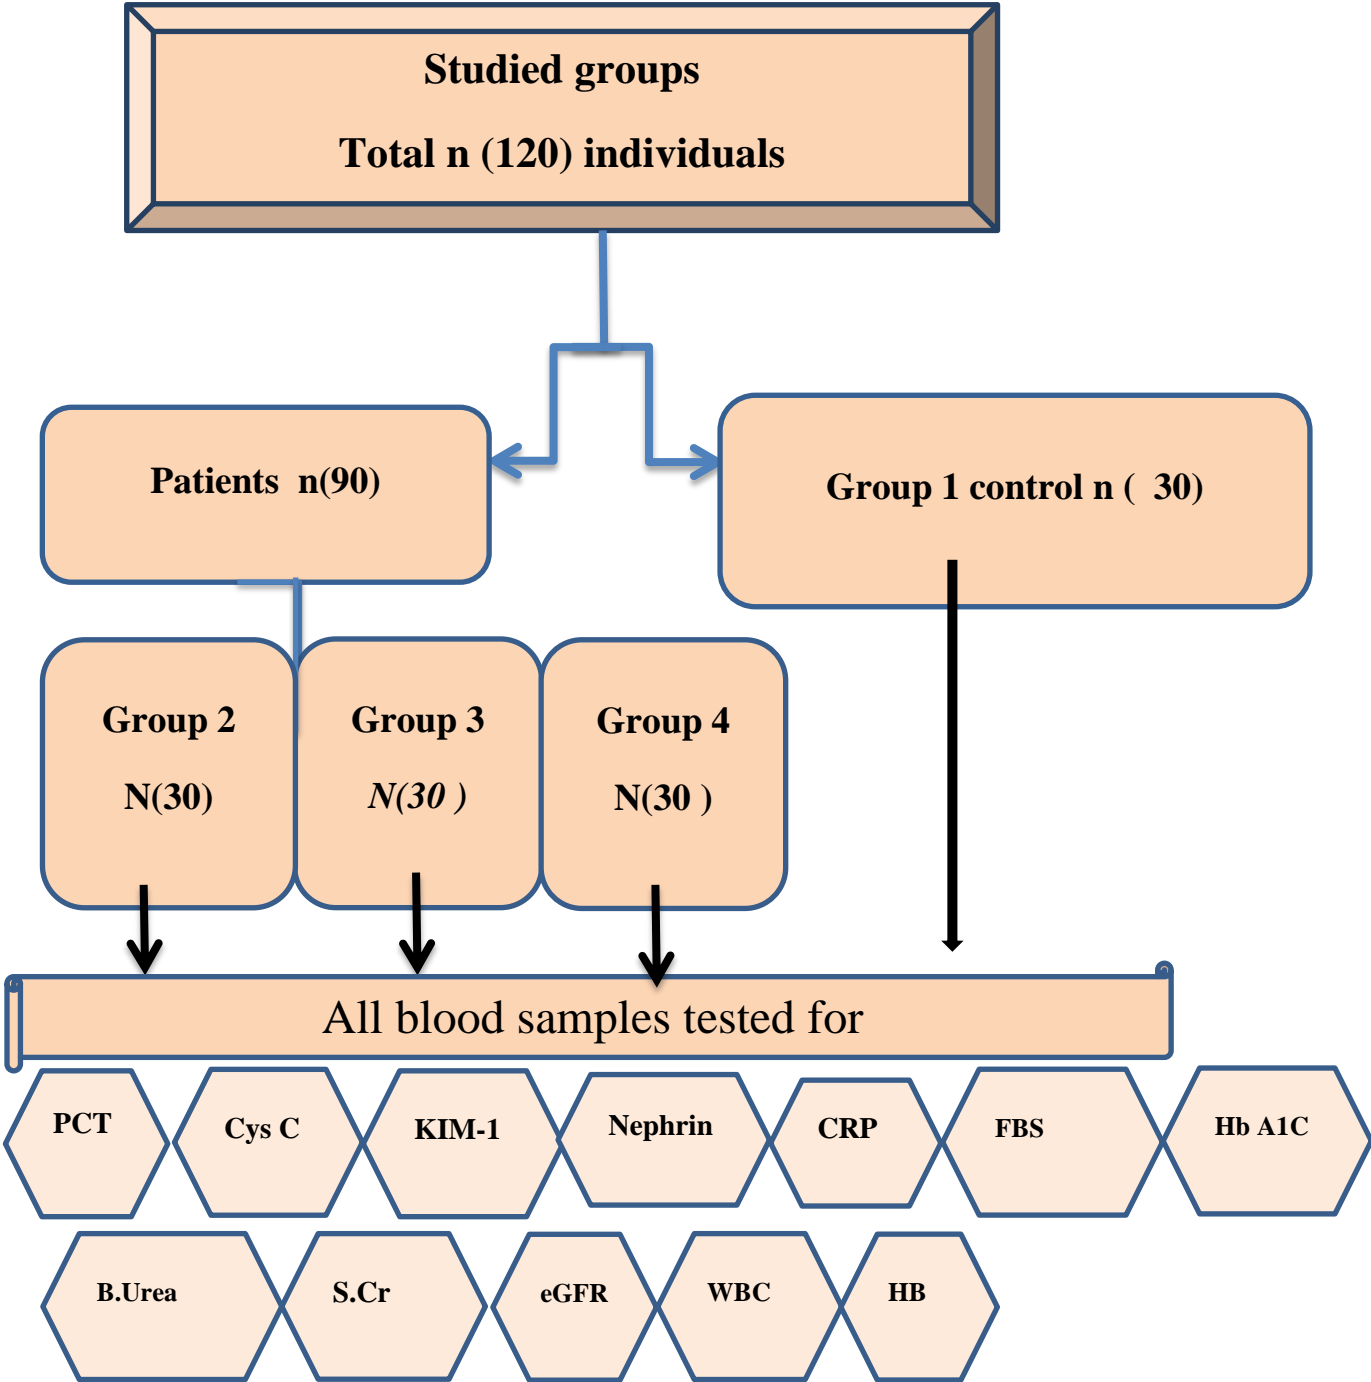 Studied groups
Total n (120) individuals
Patients  n(90)
Group 1 control n (  30)
Group 2
N(30)
Group 3
N(30 )
Group 4
N(30 )
All blood samples tested for
PCT
Cys C
KIM-1
Nephrin
CRP
FBS
Hb A1C
B.Urea
S.Cr
eGFR
WBC
HB